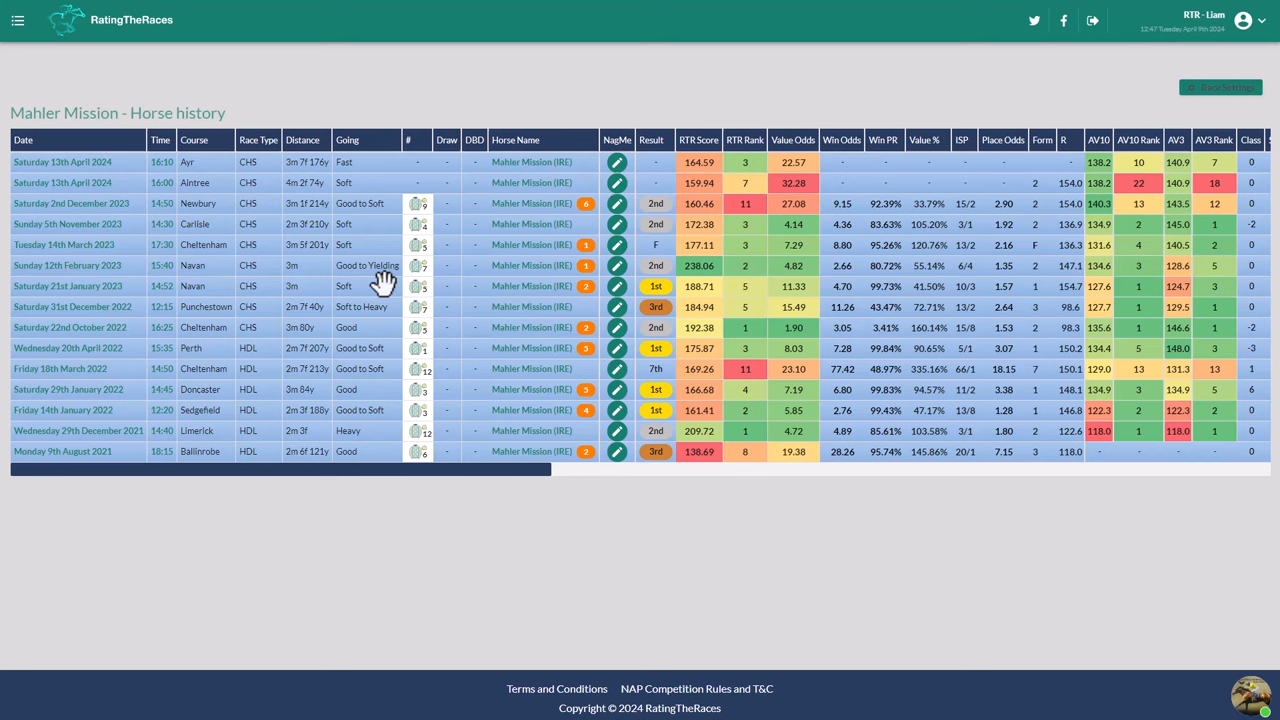 RatingTheRaces
RTR - Liam
12:47 Tuesday April 9th 2024
Race Settings
Mahler Mission - Horse history
Date Time Course Race Type Distance Going # Draw DBD Horse Name NagMe Result RTR Score RTR Rank Value Odds Win Odds Win PR Value % ISP Place Odds Form R AV10 AV10 Rank AV3 AV3 Rank Class
Saturday 13th April 2024 16:10 Ayr CHS 3m 7f 176y Fast - - - Mahler Mission (IRE) - 164.59 3 22.57 - - - - - - - 138.2 10 140.9 7 0
Saturday 13th April 2024 16:00 Aintree CHS 4m 2f 74y Soft - - - Mahler Mission (IRE) - 159.94 7 32.28 - - - - - 2 154.0 138.2 22 140.9 18 0
Saturday 2nd December 2023 14:50 Newbury CHS 3m 1f 214y Good to Soft 9 - - Mahler Mission (IRE) 6 2nd 160.46 11 27.08 9.15 92.39% 33.79% 15/2 2.90 2 154.0 140.3 13 143.5 12 0
Sunday 5th November 2023 14:30 Carlisle CHS 2m 3f 210y Soft 4 - - Mahler Mission (IRE) 2nd 172.38 3 4.14 4.36 83.63% 105.20% 3/1 1.92 2 136.9 139.4 2 145.0 1 -2
Tuesday 14th March 2023 17:30 Cheltenham CHS 3m 5f 201y Soft 5 - - Mahler Mission (IRE) 1 F 177.11 3 7.29 8.80 95.26% 120.76% 13/2 2.16 F 136.3 131.6 4 140.5 2 0
Sunday 12th February 2023 15:40 Navan CHS 3m Good to Yielding 7 - - Mahler Mission (IRE) 1 2nd 238.06 2 4.82 2.66 80.72% 55.14% 6/4 1.35 2 147.1 134.6 3 128.6 5 0
Saturday 21st January 2023 14:52 Navan CHS 3m Soft 5 - - Mahler Mission (IRE) 2 1st 188.71 5 11.33 4.70 99.73% 41.50% 10/3 1.57 1 127.6 134.5 2 124.7 3 0
Saturday 31st December 2022 12:15 Punchestown CHS 2m 7f 40y Soft to Heavy 7 - - Mahler Mission (IRE) 3rd 184.94 5 15.49 11.26 43.47% 72.71% 13/2 2.64 3 127.1 131.7 2 129.5 1 0
Saturday 22nd October 2022 16:25 Cheltenham CHS 3m 80y Good 2 - - Mahler Mission (IRE) 2 2nd 192.38 1 1.90 3.05 3.41% 160.14% 15/8 1.53 2 98.3 135.6 1 146.6 1 -2
Wednesday 20th April 2022 15:35 Perth HDL 2m 7f 207y Good to Soft 1 - - Mahler Mission (IRE) 5 1st 175.87 3 8.03 7.28 99.84% 90.65% 5/1 3.07 1 150.2 134.4 5 148.0 3 -3
Friday 18th March 2022 14:50 Cheltenham HDL 2m 7f 213y Good to Soft 12 - - Mahler Mission (IRE) 7th 169.26 11 23.10 77.42 48.97% 335.16% 66/1 18.15 7 150.1 129.0 13 131.3 13 1
Saturday 29th January 2022 14:45 Doncaster HDL 3m 84y Good 3 - - Mahler Mission (IRE) 5 1st 166.68 4 7.19 6.80 99.83% 94.57% 11/2 3.38 1 148.1 134.9 3 134.9 5 6
Friday 14th January 2022 12:20 Sedgefield HDL 2m 3f 188y Good to Soft 3 - - Mahler Mission (IRE) 4 1st 161.41 2 5.85 2.76 99.43% 47.17% 13/8 1.28 1 146.8 122.3 2 122.3 2 0
Wednesday 29th December 2021 14:40 Limerick HDL 2m 3f Heavy 12 - - Mahler Mission (IRE) 2nd 209.72 1 4.72 4.89 85.61% 103.58% 3/1 1.80 2 122.6 118.0 1 118.0 1 0
Monday 9th August 2021 18:15 Ballinrobe HDL 2m 6f 121y Good 6 - - Mahler Mission (IRE) 2 3rd 138.69 8 19.38 28.26 95.74% 145.86% 20/1 7.15 3 118.0 - - - - 0
Terms and Conditions NAP Competition Rules and T&C
Copyright © 2024 RatingTheRaces